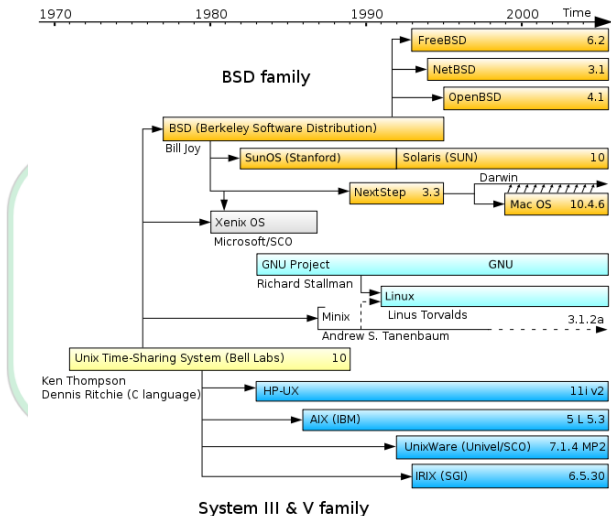 1970 1980 1990 2000 Time
FreeBSD 6.2
BSD family
NetBSD 3.1
OpenBSD 4.1
BSD (Berkeley Software Distribution)
Bill Joy
SunOS (Stanford) Solaris (SUN) 10
Darwin
NextStep 3.3
Mac OS 10.4.6
Xenix OS
Microsoft/SCO
GNU Project GNU
Richard Stallman
Linux
Linus Torvalds
Minix 3.1.2a
Andrew S. Tanenbaum
Unix Time-Sharing System (Bell Labs) 10
Ken Thompson
Dennis Ritchie (C language)
HP-UX 11i v2
AIX (IBM) 5 L 5.3
UnixWare (Univel/SCO) 7.1.4 MP2
IRIX (SGI) 6.5.30
System III & V family